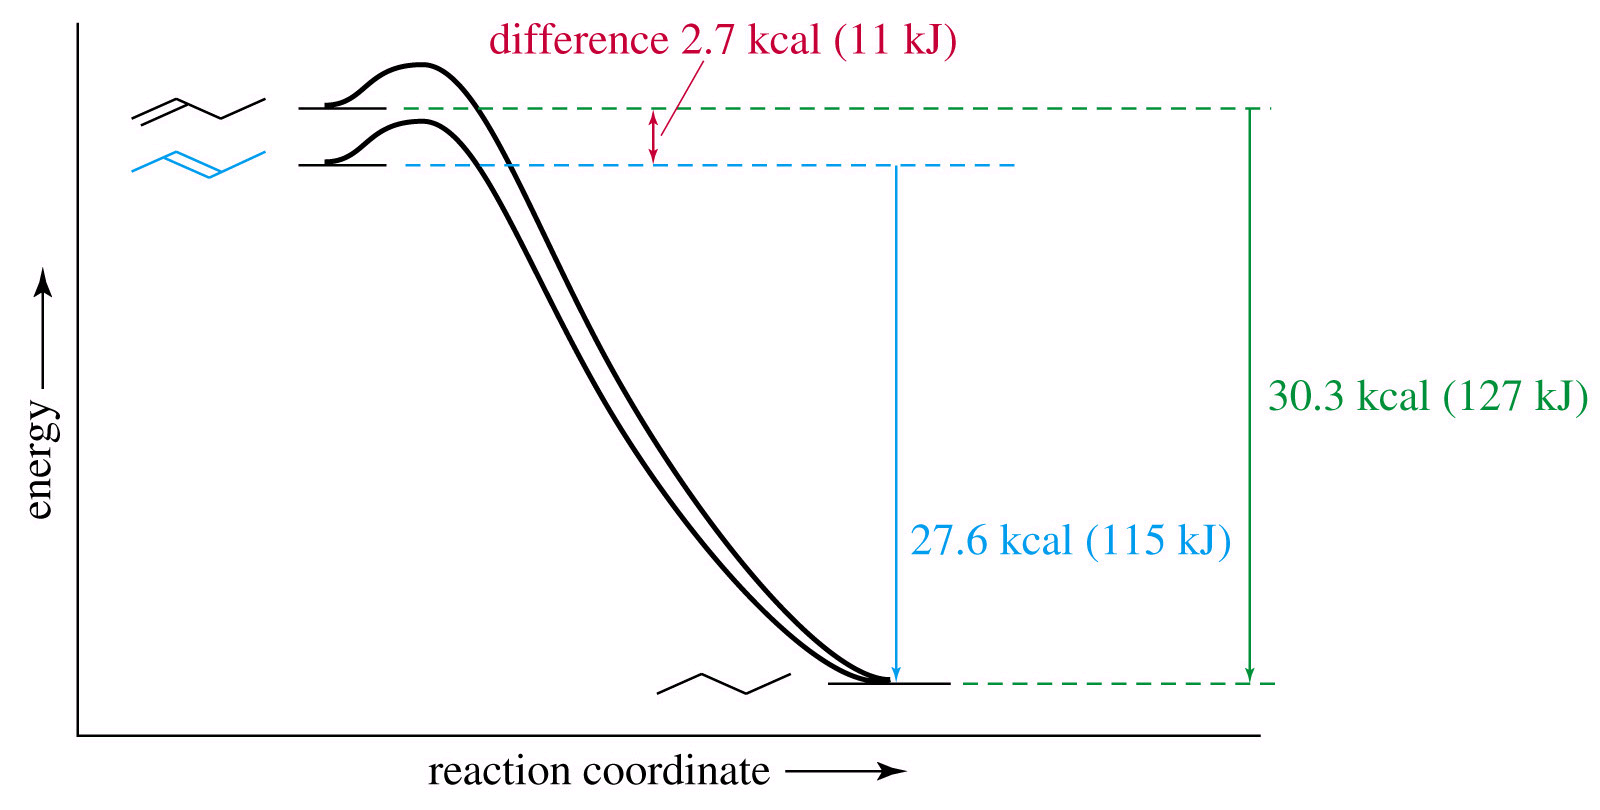 difference 2.7 kcal (11 kJ)
30.3 kcal (127 kJ)
27.6 kcal (115 kJ)
energy
reaction coordinate